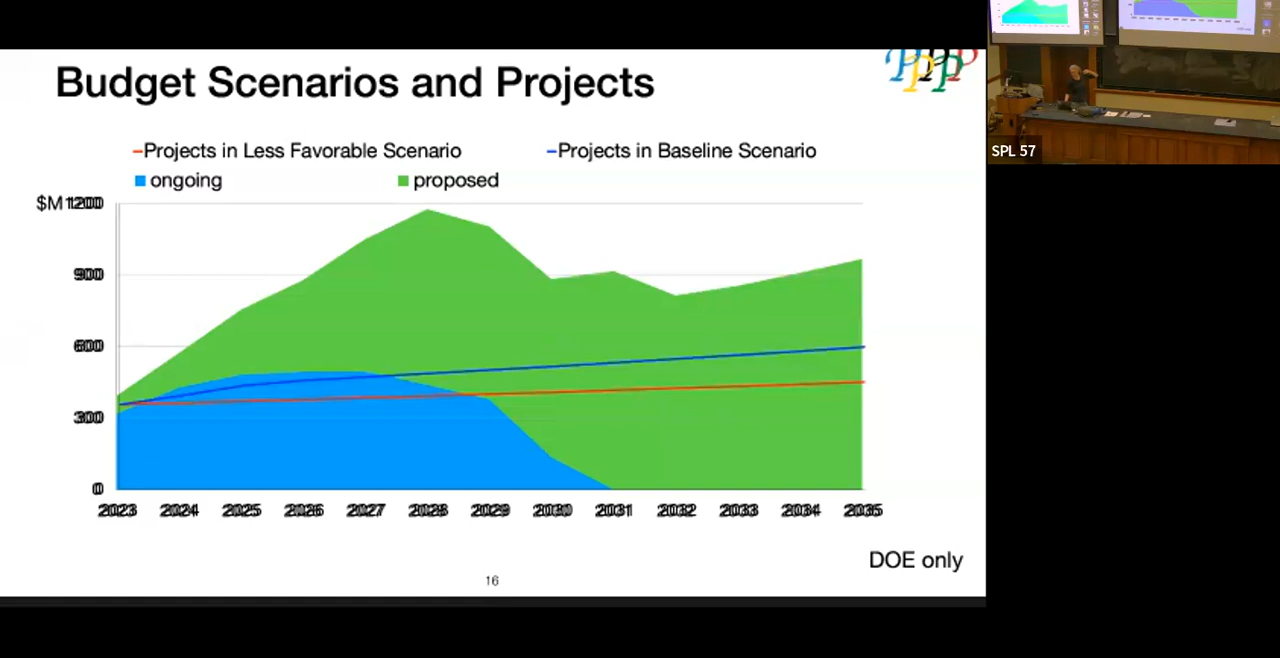 Budget Scenarios and Projects
Projects in Less Favorable Scenario
Projects in Baseline Scenario
ongoing
proposed
$M 1200
900
600
300
0
2023 2024 2025 2026 2027 2028 2029 2030 2031 2032 2033 2034 2035
DOE only
16
SPL 57